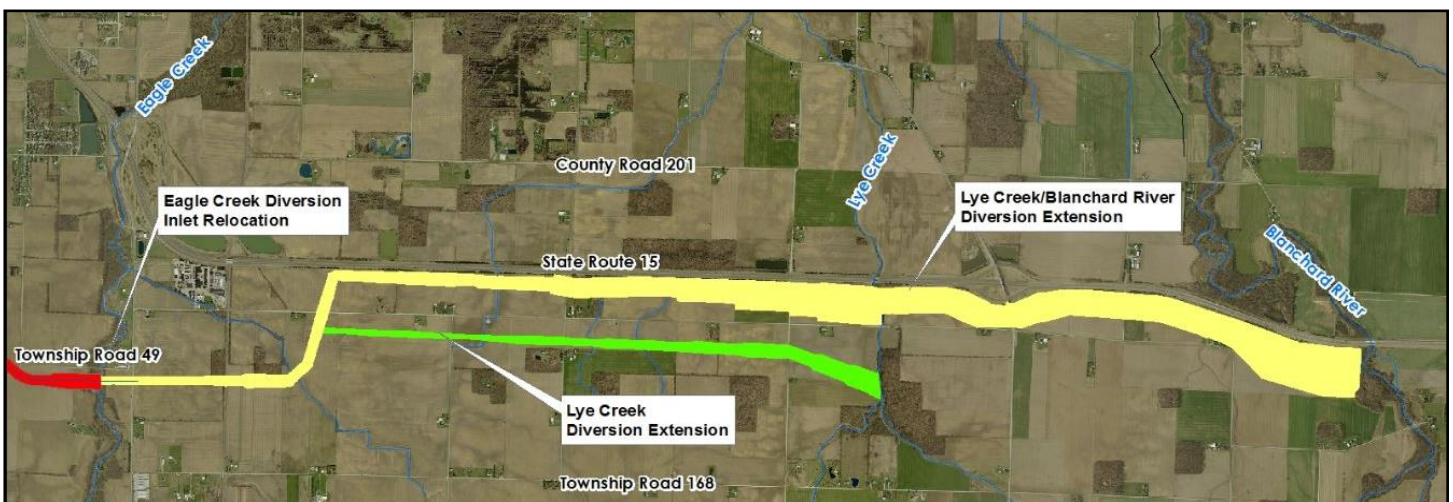 Eagle Creek
County Road 201
Lye Creek
Eagle Creek Diversion
Inlet Relocation
Lye Creek/Blanchard River
Diversion Extension
State Route 15
Blanchard River
Township Road 49
Lye Creek
Diversion Extension
Township Road 168